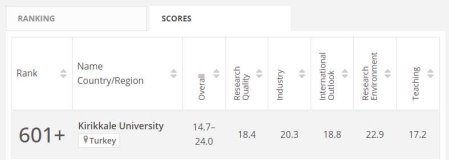 RANKING
SCORES
Rank
Name
Country/Region
Overall
Research
Quality
Industry
International
Outlook
Research
Environment
Teaching
601+
Kirikkale University
Turkey
14.7–
24.0
18.4
20.3
18.8
22.9
17.2